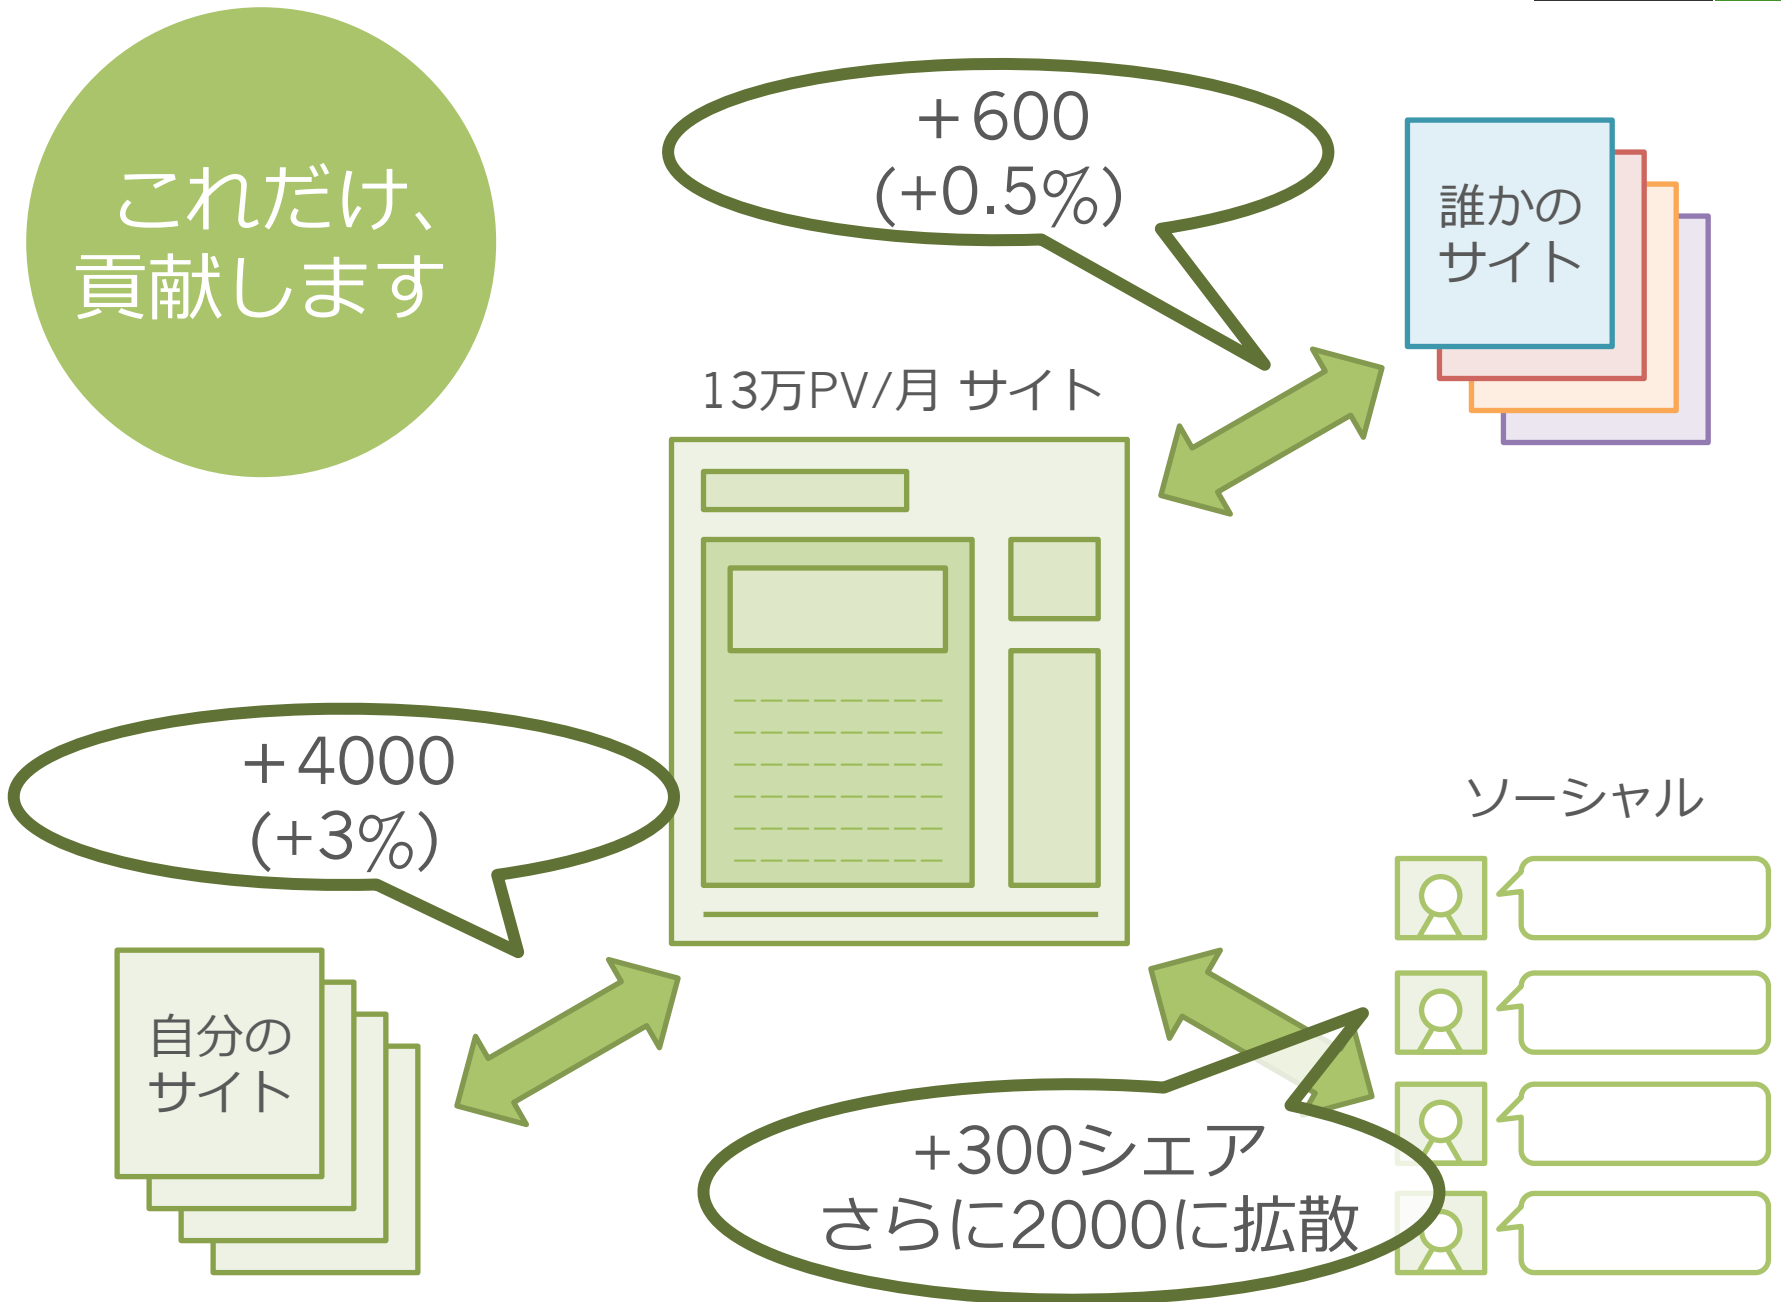 これだけ、
貢献します
＋600
(+0.5%)
誰かの
サイト
13万PV/月 サイト
＋4000
(+3%)
自分の
サイト
ソーシャル
+300シェア
さらに2000に拡散